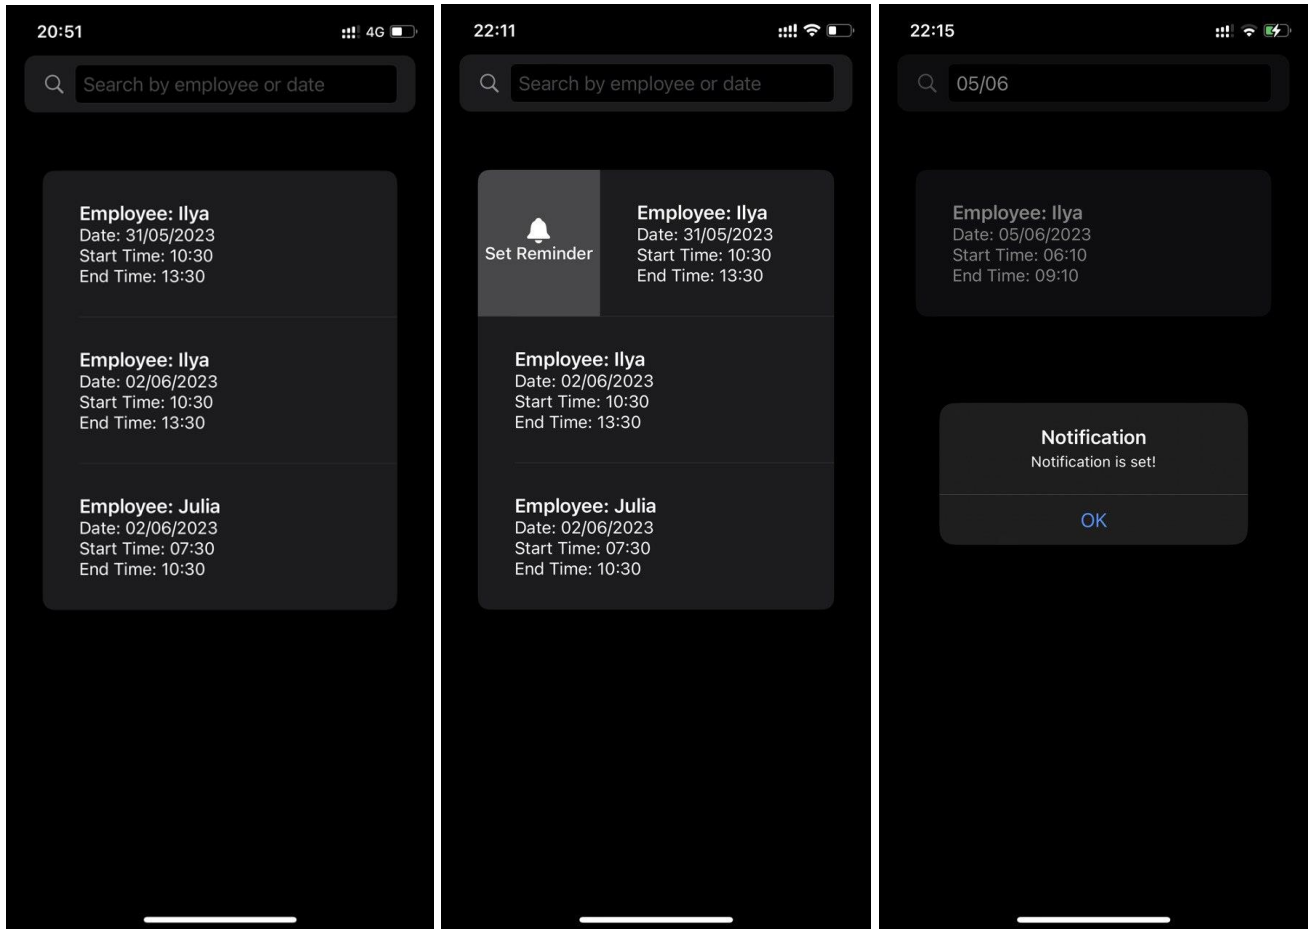 20:51
4G
Search by employee or date
Employee: Ilya
Date: 31/05/2023
Start Time: 10:30
End Time: 13:30
Employee: Ilya
Date: 02/06/2023
Start Time: 10:30
End Time: 13:30
Employee: Julia
Date: 02/06/2023
Start Time: 07:30
End Time: 10:30
22:11
Search by employee or date
Set Reminder
Employee: Ilya
Date: 31/05/2023
Start Time: 10:30
End Time: 13:30
Employee: Ilya
Date: 02/06/2023
Start Time: 10:30
End Time: 13:30
Employee: Julia
Date: 02/06/2023
Start Time: 07:30
End Time: 10:30
22:15
05/06
Employee: Ilya
Date: 05/06/2023
Start Time: 06:10
End Time: 09:10
Notification
Notification is set!
OK